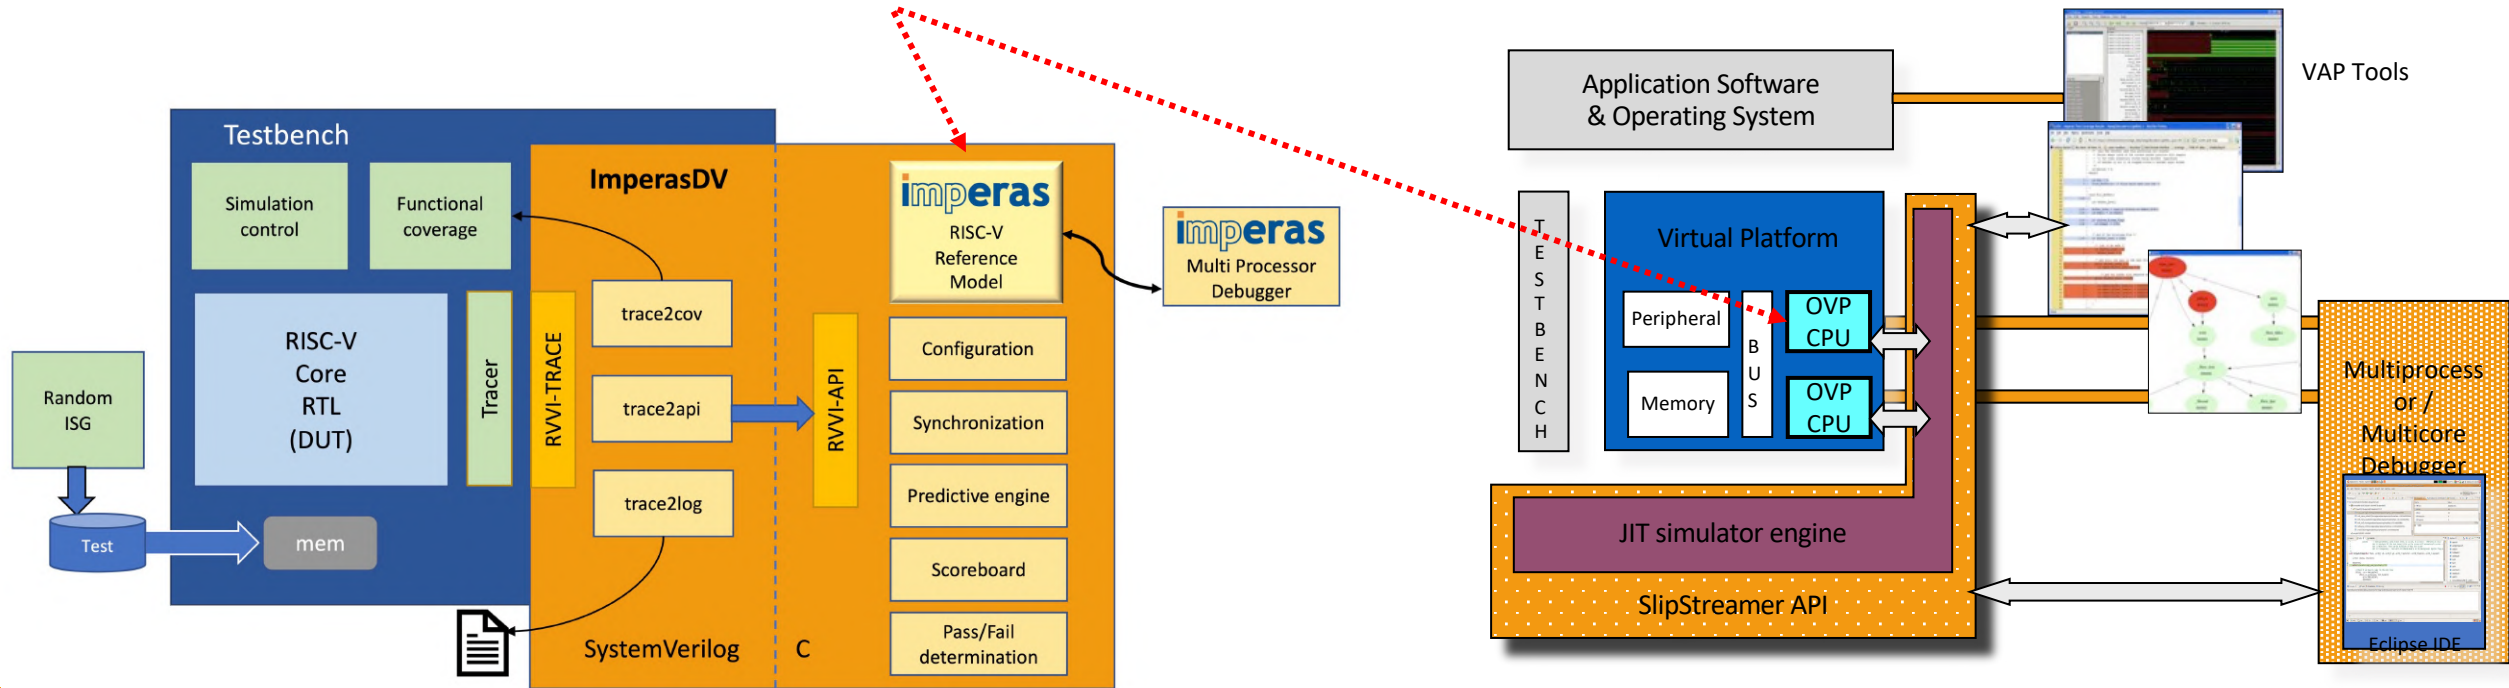 Testbench
Simulation
control
Functional
coverage
RISC-V
Core
RTL
(DUT)
Tracer
Random
ISG
Test
mem
ImperasDV
RVVI-TRACE
trace2cov
trace2api
trace2log
SystemVerilog
C
RVVI-API
imperas
RISC-V
Reference
Model
Configuration
Synchronization
Predictive engine
Scoreboard
Pass/Fail
determination
imperas
Multi Processor
Debugger
Application Software
& Operating System
VAP Tools
TESTBENCH
Virtual Platform
Peripheral
Memory
BUS
OVP
CPU
OVP
CPU
JIT simulator engine
SlipStreamer API
Multiprocess
or /
Multicore
Debugger
Eclipse IDE